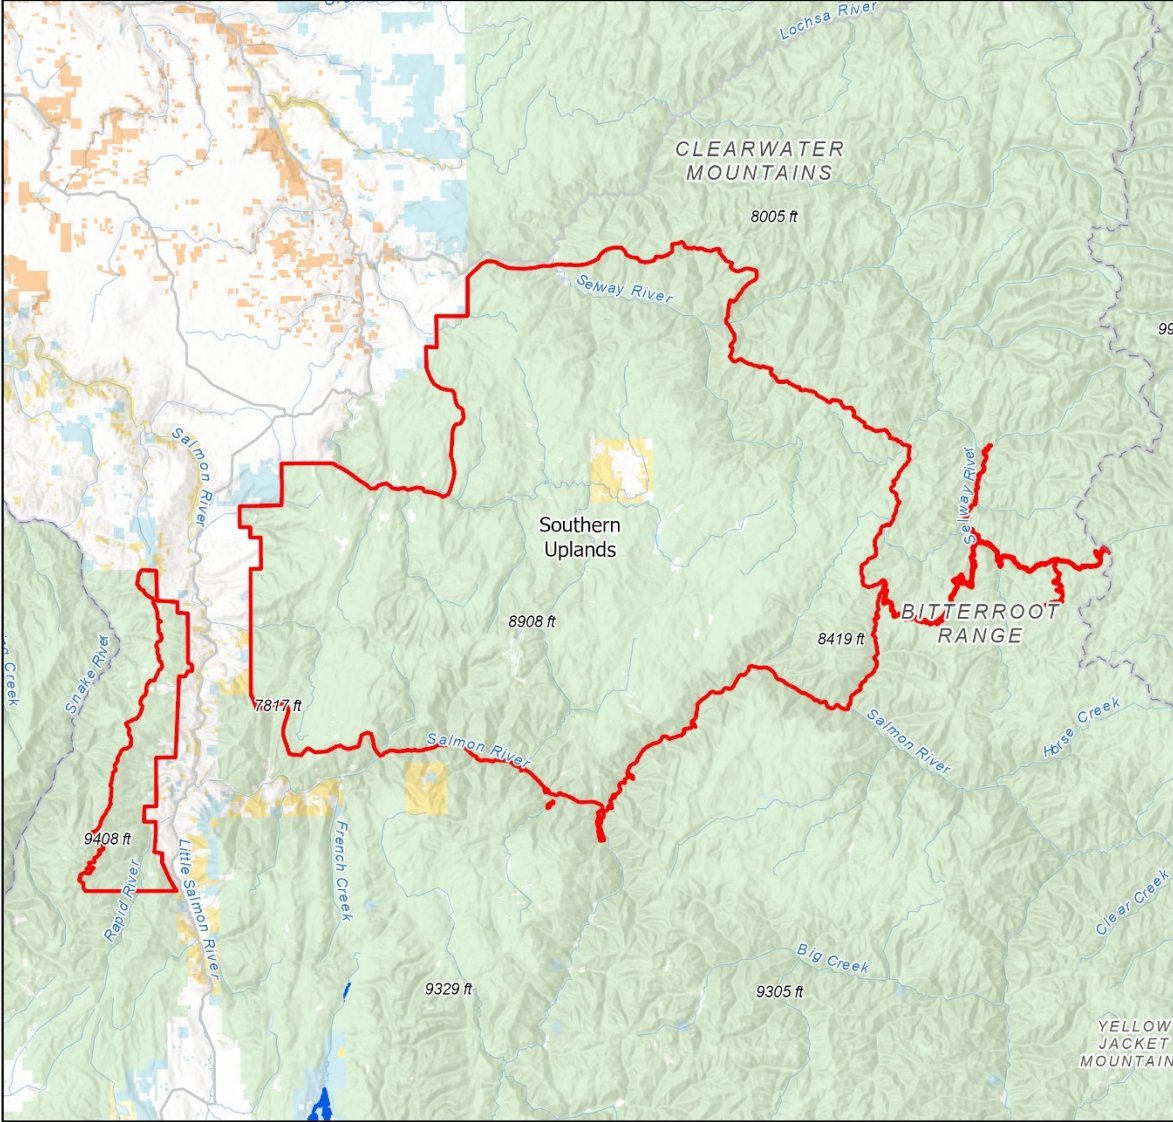 Lochsa River
CLEARWATER
MOUNTAINS
8005 ft
Selway River
99
Salmon River
Selway River
Southern
Uplands
8908 ft
BITTERROOT
RANGE
8419 ft
Creek
Snake River
7817 ft
Salmon River
Salmon River
Horse Creek
9408 ft
Rapid River
Little Salmon River
French Creek
Clear Creek
Big Creek
9329 ft
9305 ft
YELLOW
JACKET
MOUNTAIN